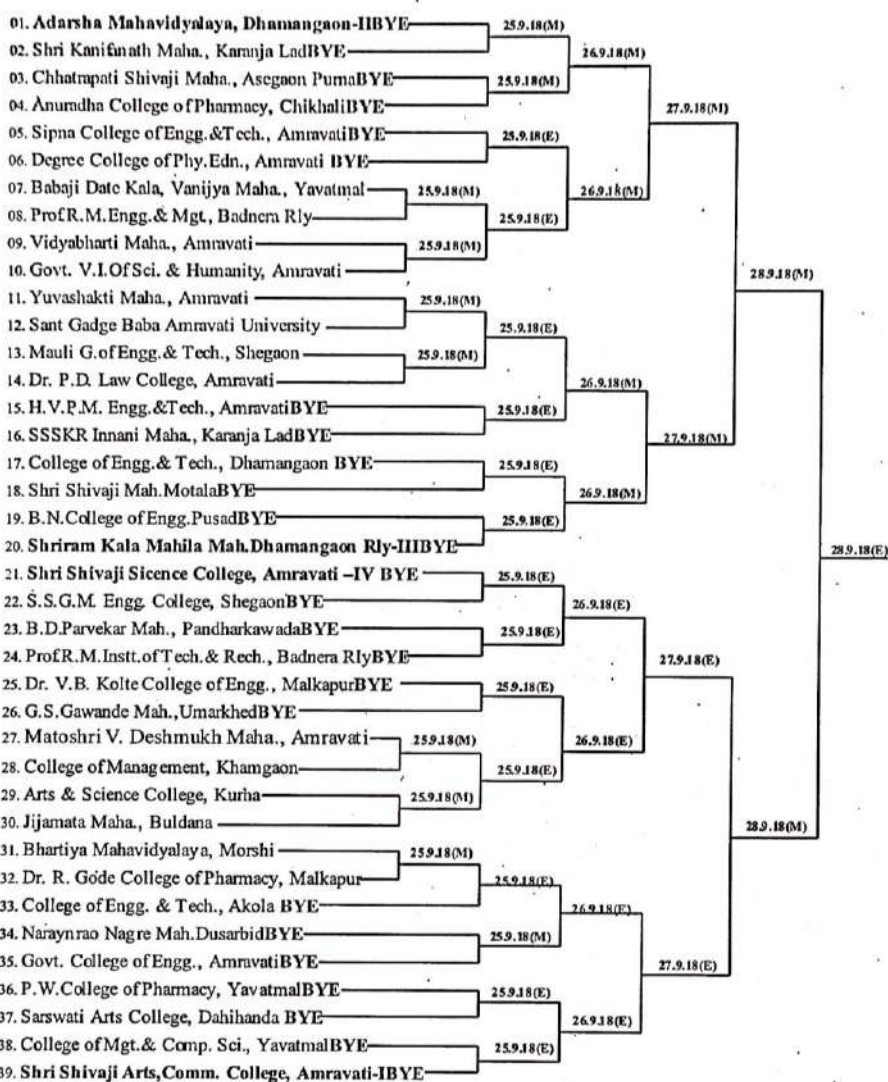 01. Adarsha Mahavidyalaya, Dhamangaon-IIBYE
25.9.18(M)
02. Shri Kanifinath Maha., Karanja LadBYE
26.9.18(M)
03. Chhatrapati Shivaji Maha., Asegaon PurnaBYE
25.9.18(M)
04. Anuradha College of Pharmacy, ChikhaliBYE
27.9.18(M)
05. Sipna College of Engg.&Tech., AmravatiBYE
25.9.18(E)
06. Degree College of Phy.Edn., Amravati BYE
07. Babaji Date Kala, Vanijya Maha., Yavatmal
25.9.18(M)
26.9.18(M)
08. Prof.R.M.Engg.& Mgt., Badnera Rly
25.9.18(E)
09. Vidyabharti Maha., Amravati
25.9.18(M)
10. Govt. V.I.Of Sci. & Humanity, Amravati
28.9.18(M)
11. Yuvashakti Maha., Amravati
25.9.18(M)
12. Sant Gadge Baba Amravati University
25.9.18(E)
13. Mauli G.of Engg.& Tech., Shegaon
25.9.18(M)
14. Dr. P.D. Law College, Amravati
26.9.18(M)
15. H.V.P.M. Engg.&Tech., AmravatiBYE
25.9.18(E)
16. SSSKR Innani Maha., Karanja LadBYE
27.9.18(M)
17. College of Engg.& Tech., Dhamangaon BYE
25.9.18(E)
18. Shri Shivaji Mah.MotalaBYE
26.9.18(M)
19. B.N.College of Engg.PusadBYE
25.9.18(E)
20. Shriram Kala Mahila Mah.Dhamangaon Rly-IIIBYE
28.9.18(E)
21. Shri Shivaji Sicence College, Amravati –IV BYE
25.9.18(E)
22. S.S.G.M. Engg. College, ShegaonBYE
26.9.18(E)
23. B.D.Parvekar Mah., PandharkawadaBYE
25.9.18(E)
24. Prof.R.M.Instt.of Tech.& Rech., Badnera RlyBYE
27.9.18(E)
25. Dr. V.B. Kolte College of Engg., MalkapurBYE
25.9.18(E)
26. G.S.Gawande Mah.,UmarkhedBYE
27. Matoshri V. Deshmukh Maha., Amravati
25.9.18(M)
26.9.18(E)
28. College of Management, Khamgaon
25.9.18(E)
29. Arts & Science College, Kurha
25.9.18(M)
30. Jijamata Maha., Buldana
28.9.18(M)
31. Bhartiya Mahavidyalaya, Morshi
25.9.18(M)
32. Dr. R. Gode College of Pharmacy, Malkapur
25.9.18(E)
33. College of Engg. & Tech., Akola BYE
26.9.18(E)
34. Naraynrao Nagre Mah.DusarbidBYE
25.9.18(M)
35. Govt. College of Engg., AmravatiBYE
27.9.18(E)
36. P.W.College of Pharmacy, YavatmalBYE
25.9.18(E)
37. Sarswati Arts College, Dahihanda BYE
26.9.18(E)
38. College of Mgt.& Comp. Sci., YavatmalBYE
25.9.18(E)
39. Shri Shivaji Arts,Comm. College, Amravati-IBYE